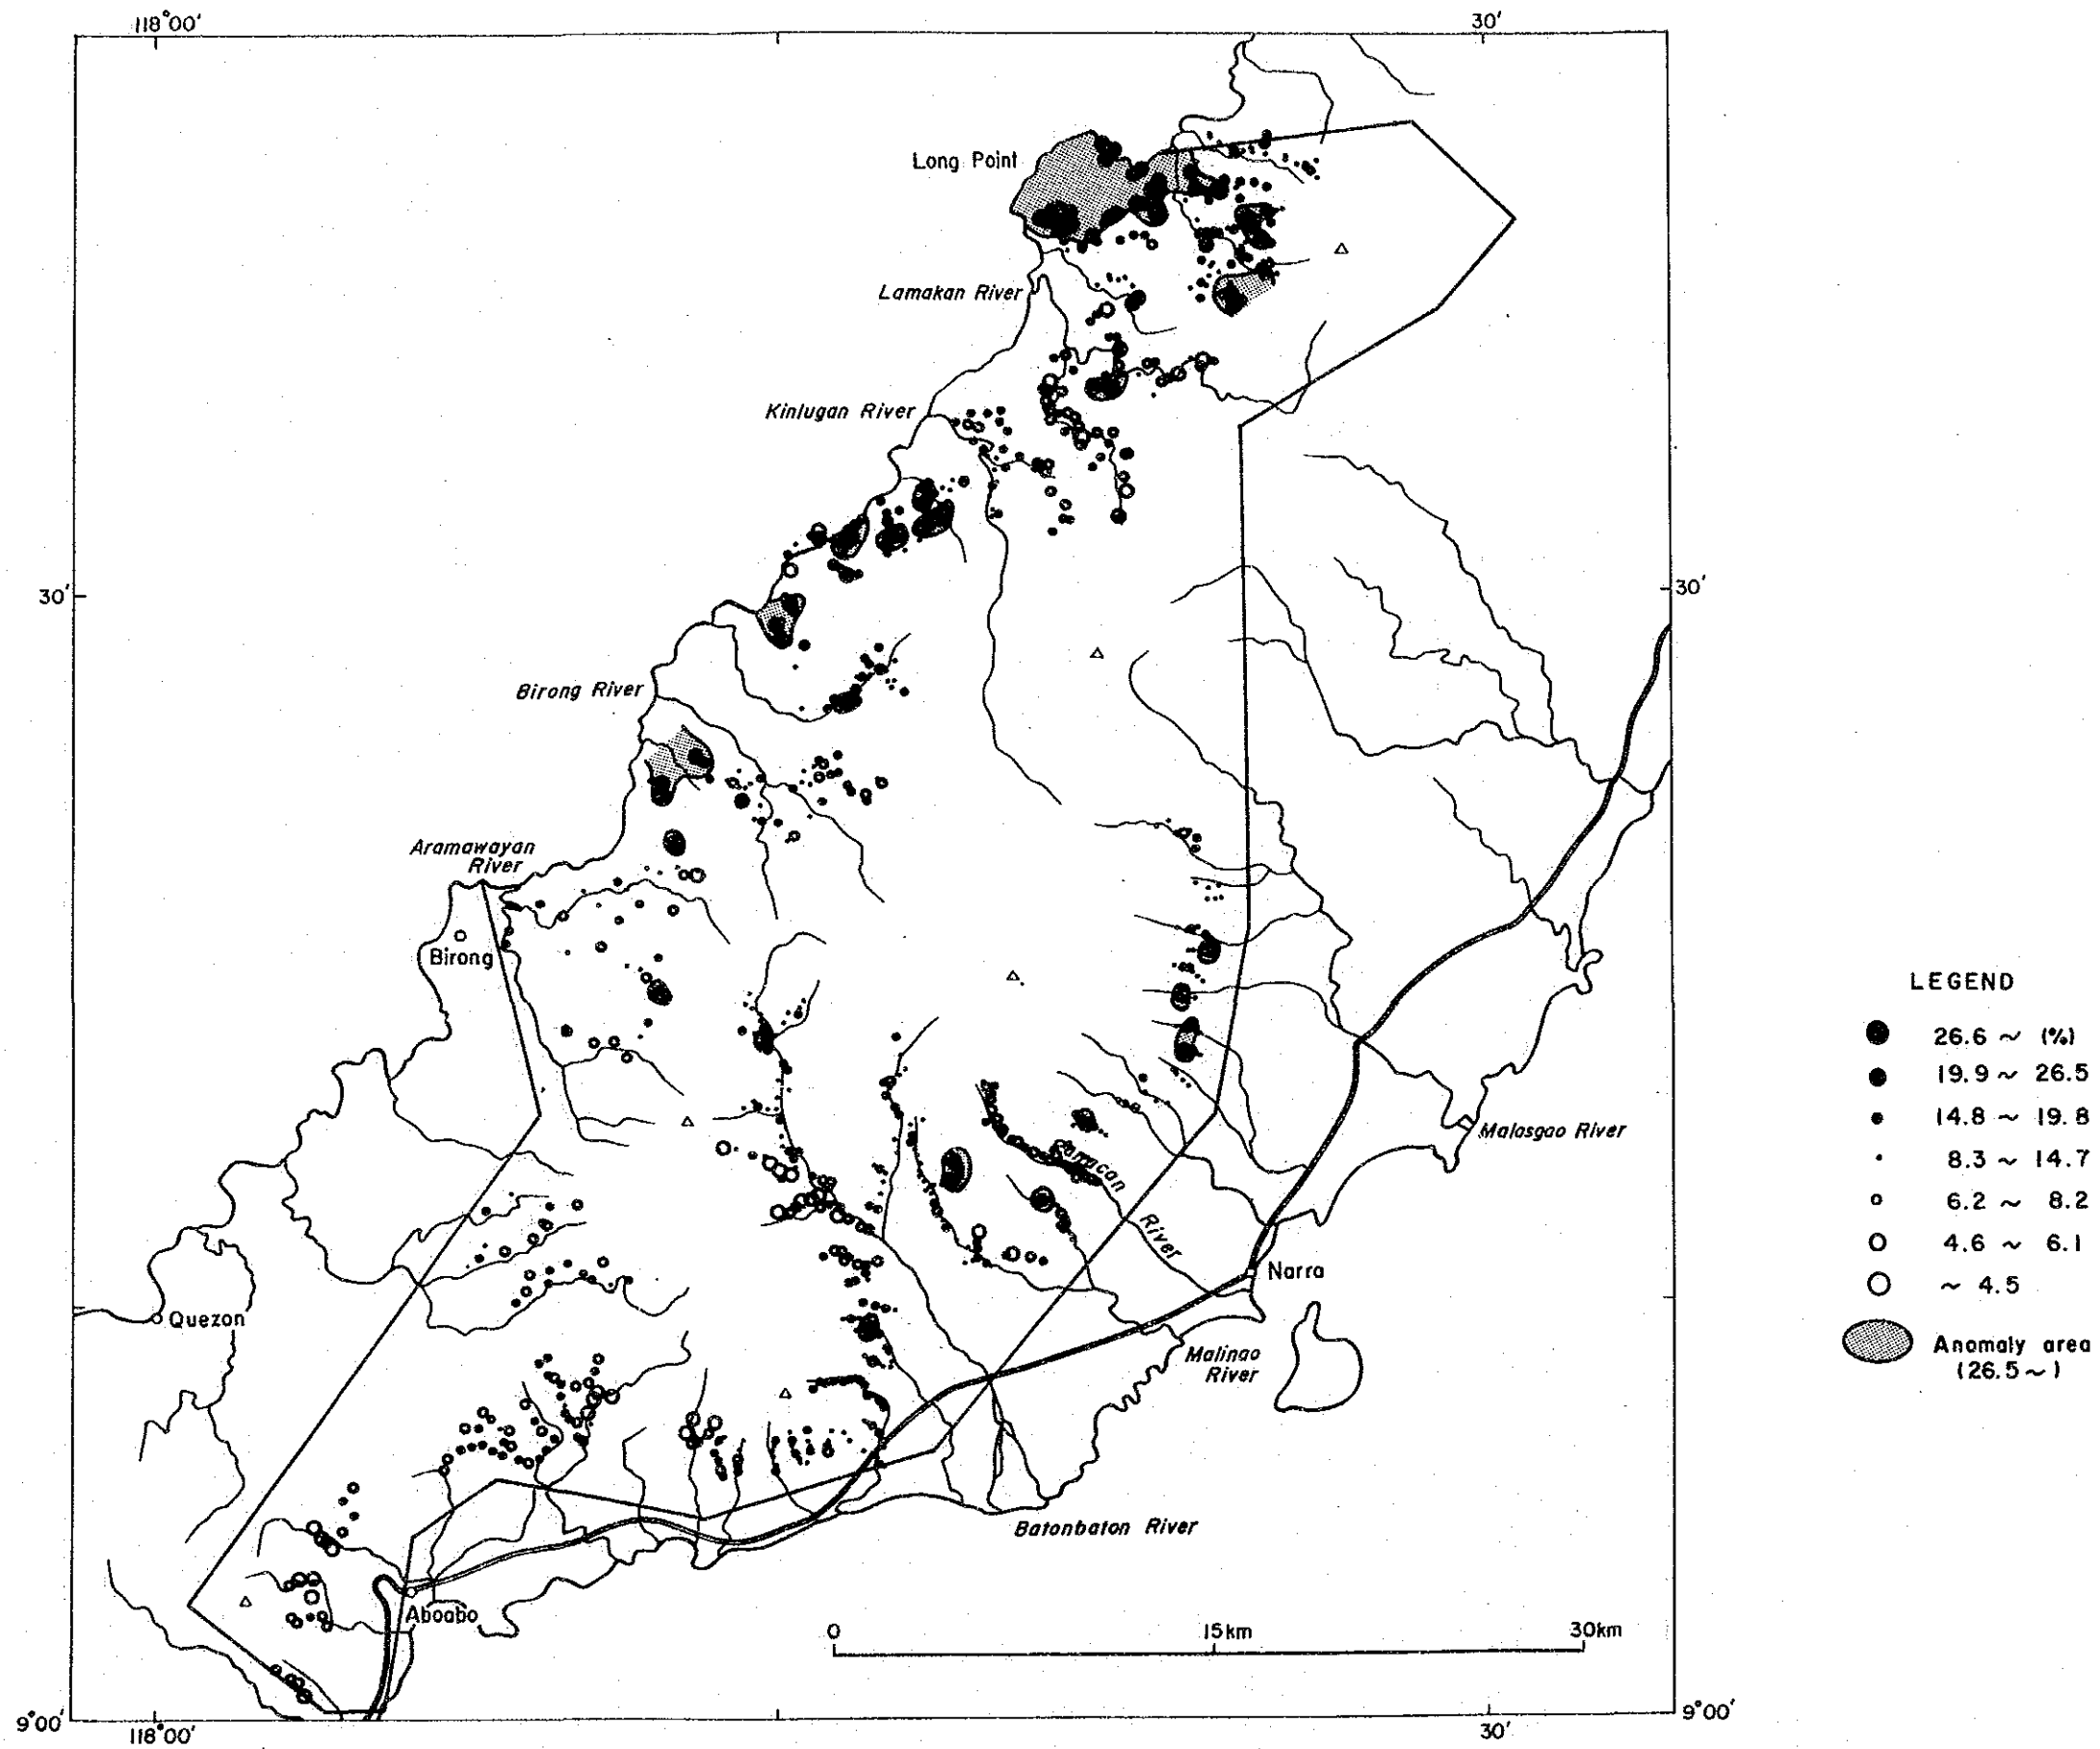 118°00'
30'
Long Point
Lamakan River
Kinlugan River
30'
30'
Birong River
Aramawayan
River
Birong
LEGEND
26.6 ~ (%)
19.9 ~ 26.5
14.8 ~ 19.8
8.3 ~ 14.7
6.2 ~ 8.2
4.6 ~ 6.1
~ 4.5
Anomaly area
(26.5~)
Malasgao River
River
Narra
Quezon
Malinao
River
Batonbaton River
Aboabo
0 15km 30km
9°00'
9°00'
118°00'
30'